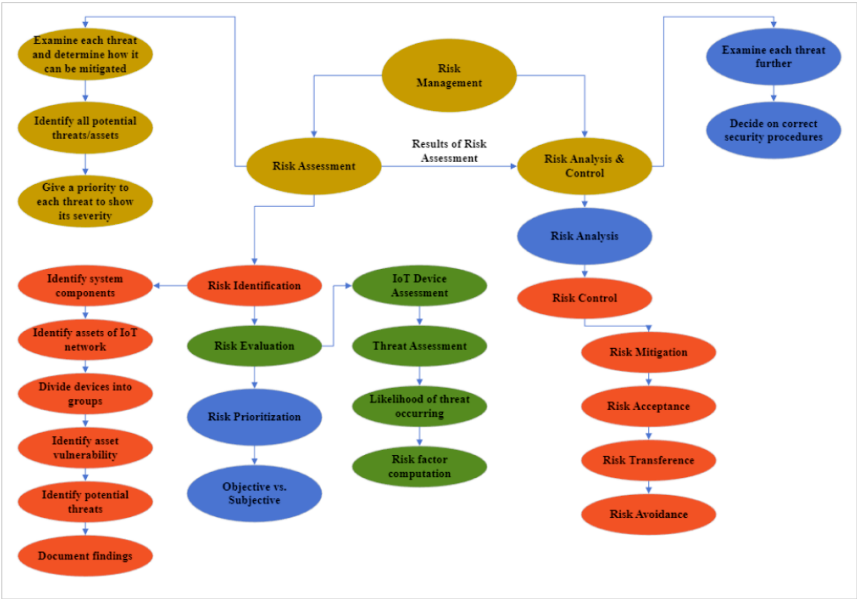 Examine each threat
and determine how it
can be mitigated
Identify all potential
threats/assets
Give a priority to
each threat to show
its severity
Risk
Management
Risk Assessment
Results of Risk
Assessment
Risk Analysis &
Control
Examine each threat
further
Decide on correct
security procedures
Risk Analysis
Risk Control
Risk Mitigation
Risk Acceptance
Risk Transference
Risk Avoidance
Risk Identification
Risk Evaluation
Risk Prioritization
Objective vs.
Subjective
Identify system
components
Identify assets of IoT
network
Divide devices into
groups
Identify asset
vulnerability
Identify potential
threats
Document findings
IoT Device
Assessment
Threat Assessment
Likelihood of threat
occurring
Risk factor
computation